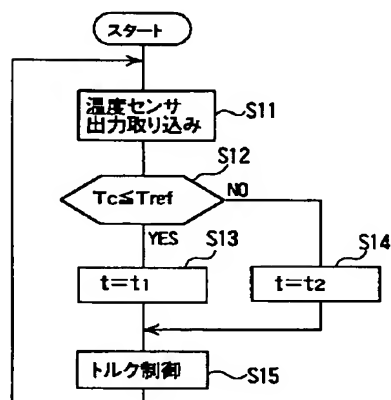 スタート
温度センサ
出力取り込み
S11
S12
Tc≦Tref
NO
YES
S13
t=t1
S14
t=t2
トルク制御
S15